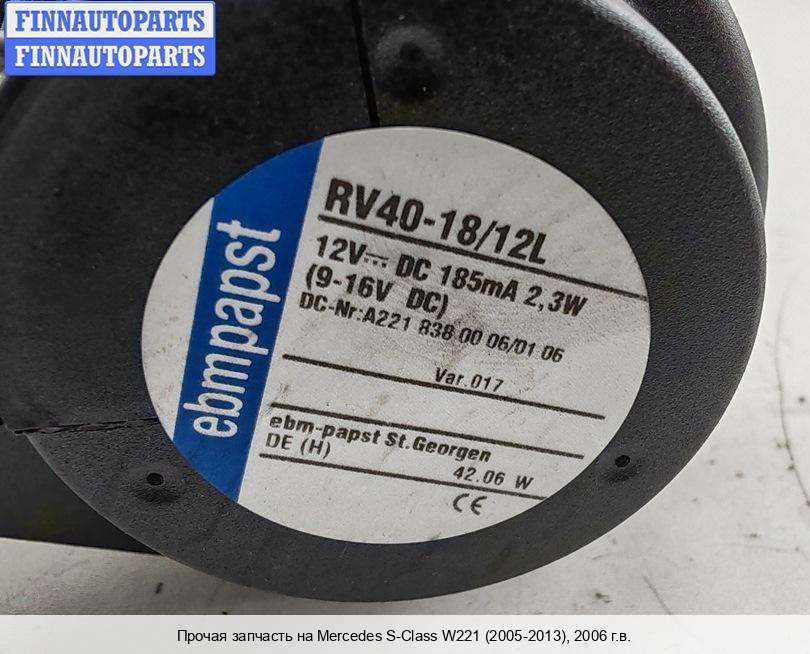 FINNAUTOPARTS
FINNAUTOPARTS
ebmpapst
RV40-18/12L
12V⎓ DC 185mA 2,3W
(9-16V DC)
DC-Nr:A221 838 00 06/01 06
Var.017
ebm-papst St.Georgen
DE (H)
42.06 W
CE
Прочая запчасть на Mercedes S-Class W221 (2005-2013), 2006 г.в.